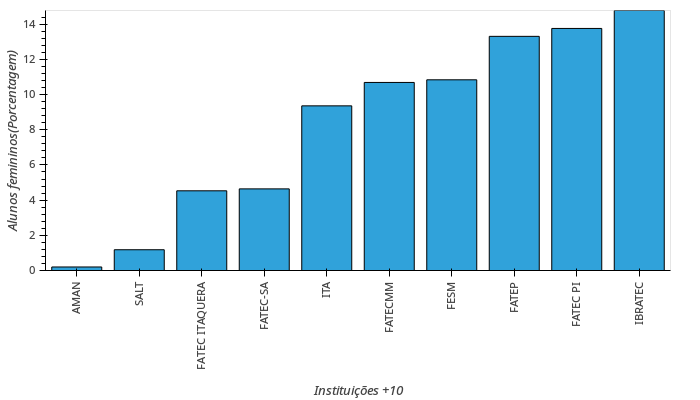 14
12
10
8
6
4
2
0
Alunos femininos(Porcentagem)
AMAN
SALT
FATEC ITAQUERA
FATEC-SA
ITA
FATECMM
FESM
FATEP
FATEC PI
IBRATEC
Instituições +10